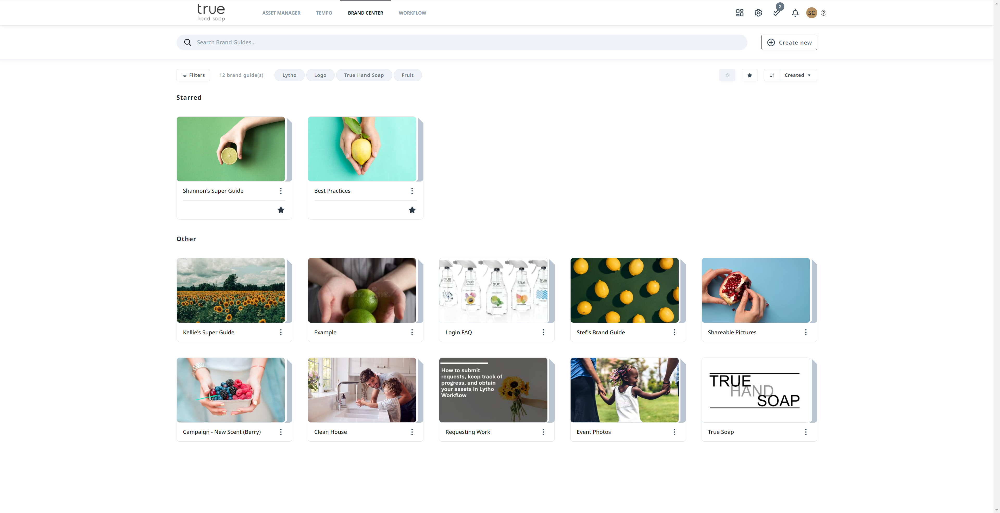 true
hand soap
ASSET MANAGER
TEMPO
BRAND CENTER
WORKFLOW
2
SC
?
Search Brand Guides...
Create new
Filters
12 brand guide(s)
Lytho
Logo
True Hand Soap
Fruit
Created
Starred
Shannon's Super Guide
Best Practices
Other
true
true
true
true
true
Kellie's Super Guide
Example
Login FAQ
Stef's Brand Guide
Shareable Pictures
How to submit
requests, keep track of
progress, and obtain
your assets in Lytho
Workflow
TRUE
HAND
SOAP
Campaign - New Scent (Berry)
Clean House
Requesting Work
Event Photos
True Soap